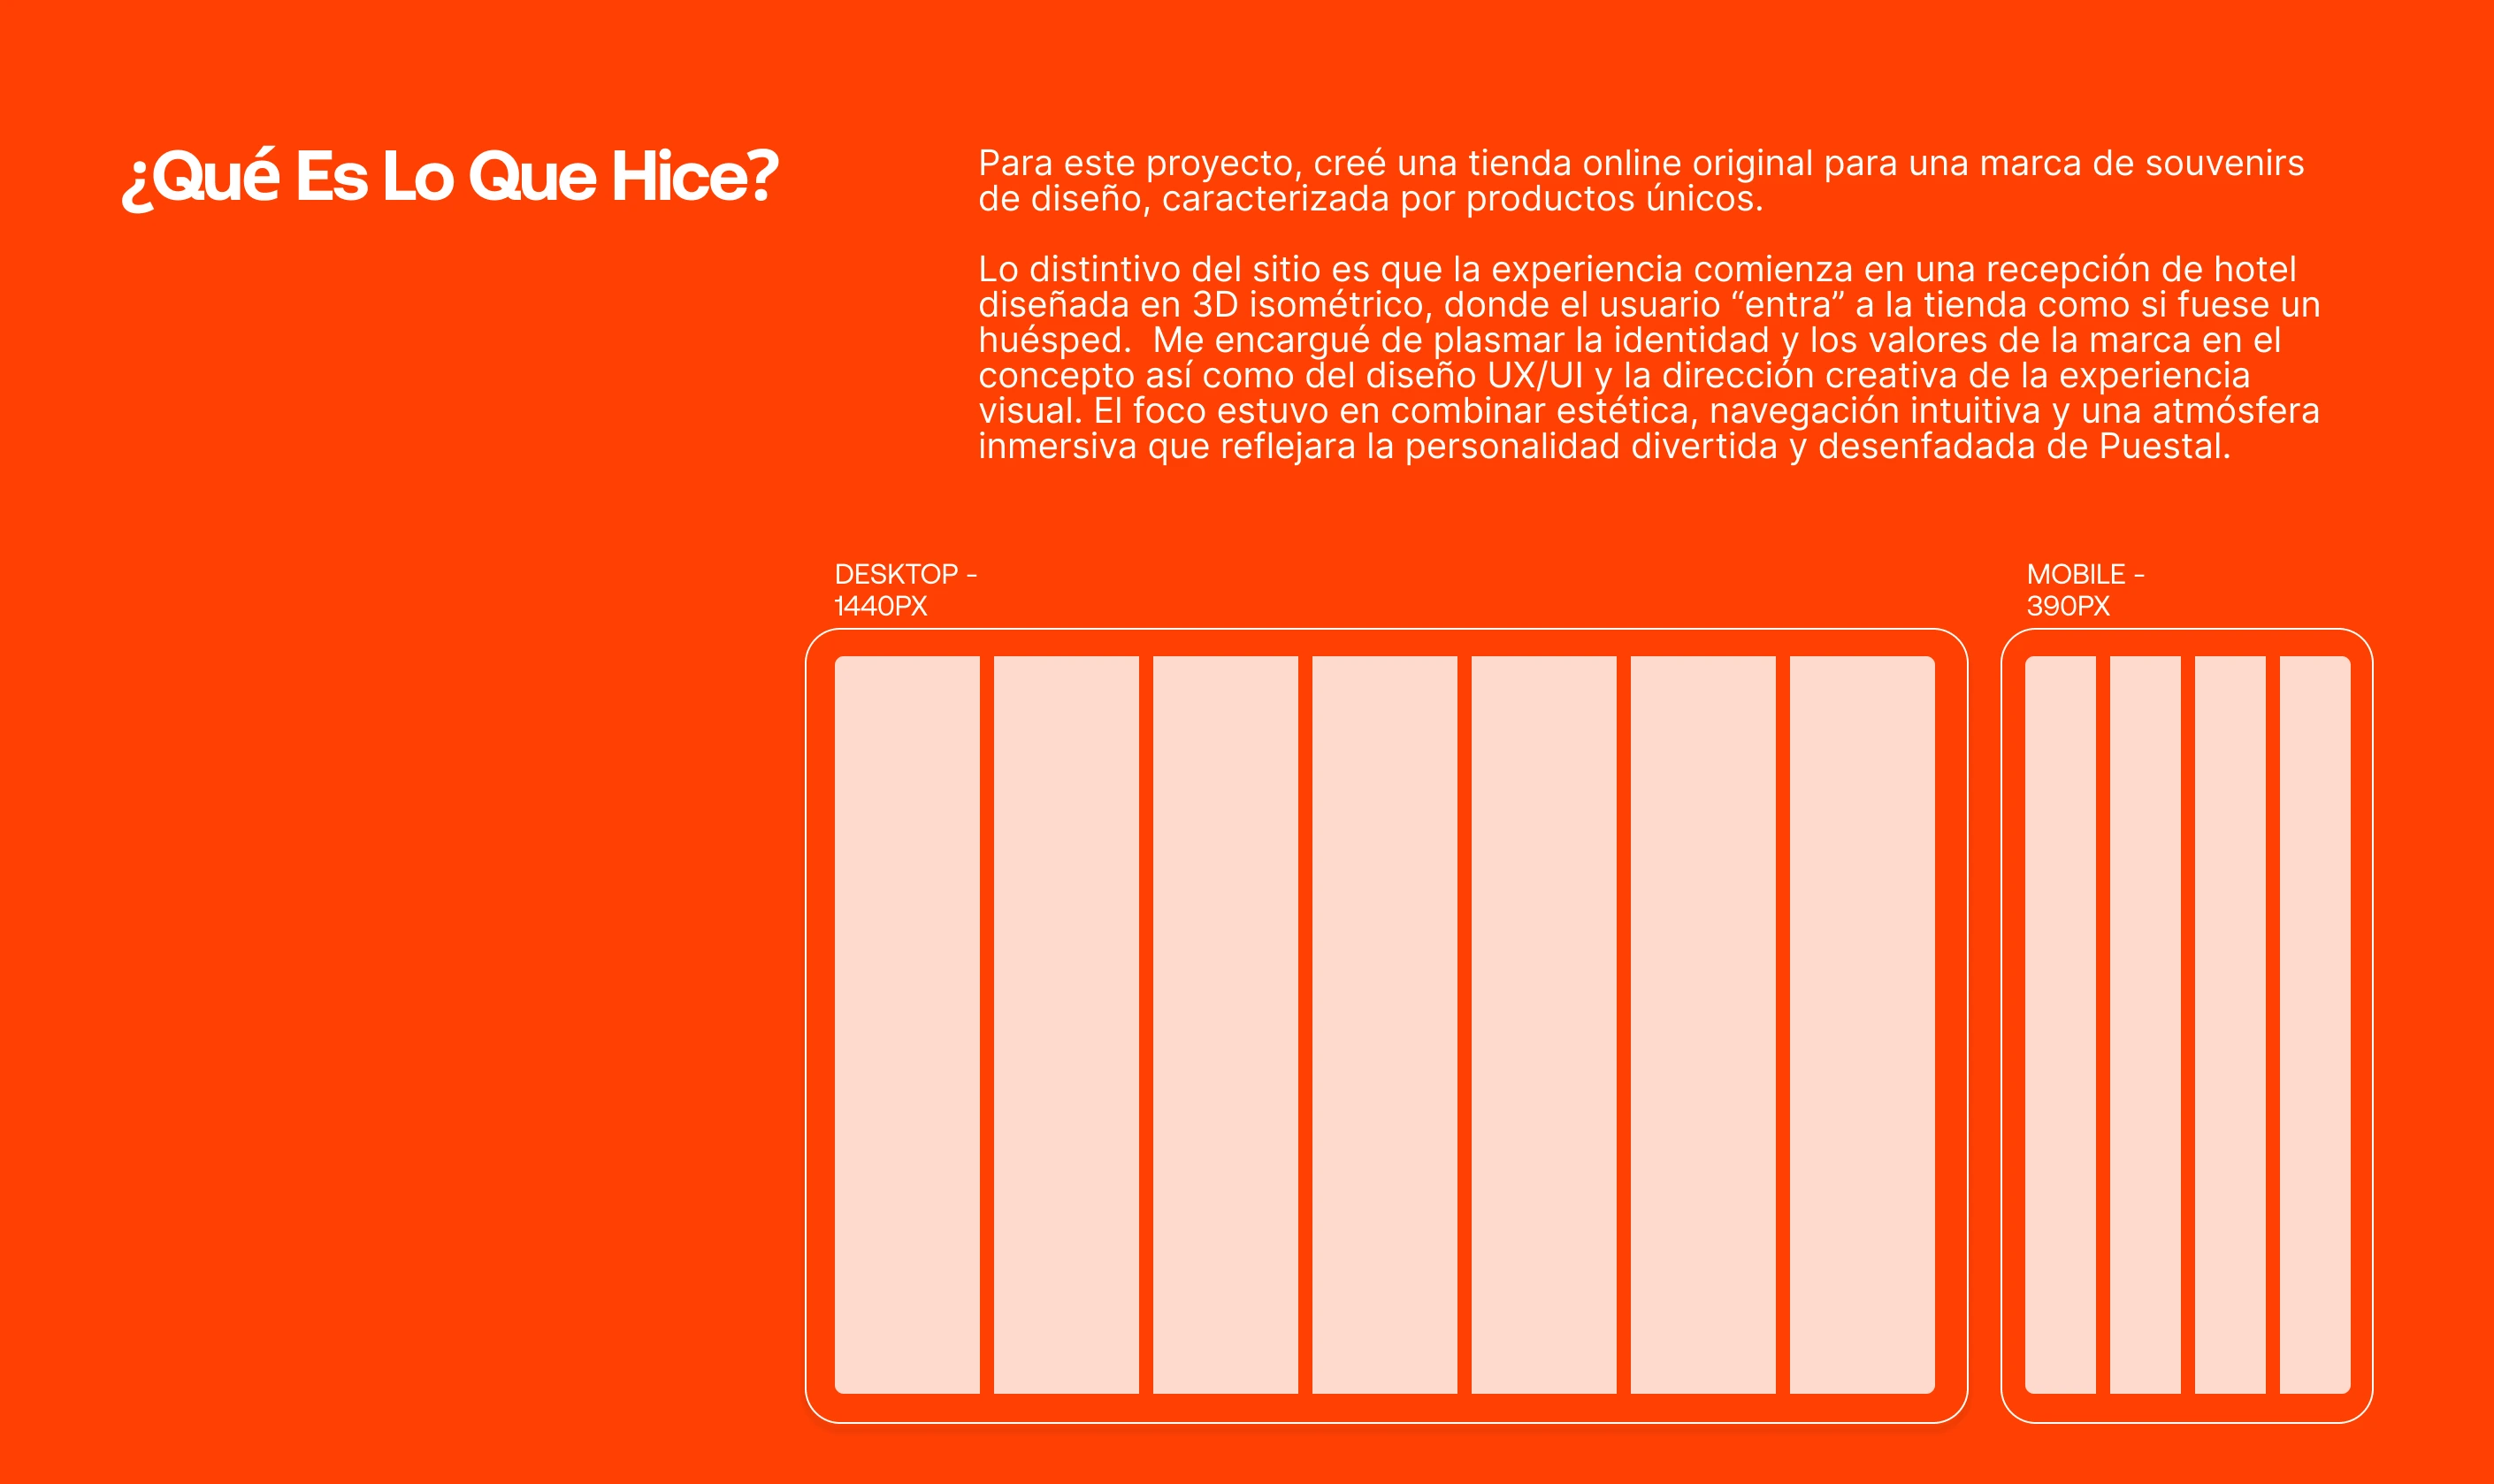 ¿Qué Es Lo Que Hice?
Para este proyecto, creé una tienda online original para una marca de souvenirs
de diseño, caracterizada por productos únicos.
Lo distintivo del sitio es que la experiencia comienza en una recepción de hotel
diseñada en 3D isométrico, donde el usuario “entra” a la tienda como si fuese un
huésped.  Me encargué de plasmar la identidad y los valores de la marca en el
concepto así como del diseño UX/UI y la dirección creativa de la experiencia
visual. El foco estuvo en combinar estética, navegación intuitiva y una atmósfera
inmersiva que reflejara la personalidad divertida y desenfadada de Puestal.
DESKTOP -
1440PX
MOBILE -
390PX